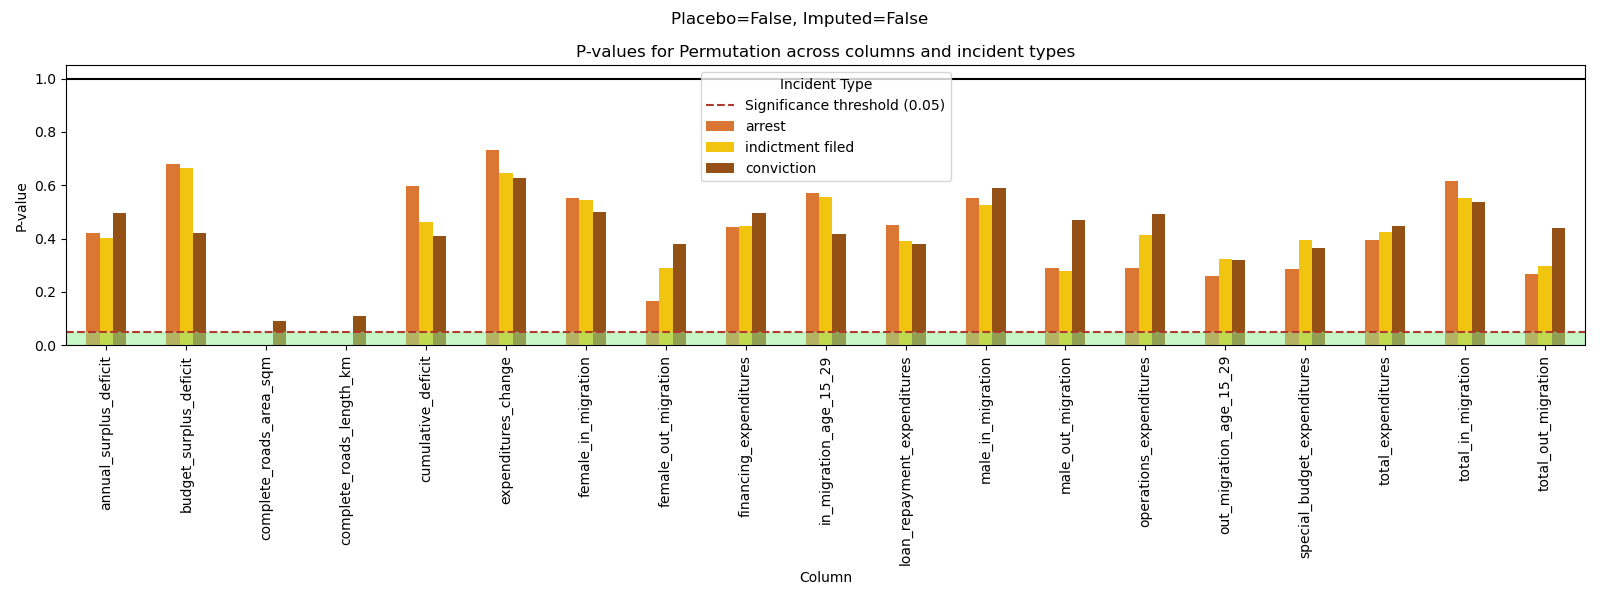 Placebo=False, Imputed=False
P-values for Permutation across columns and incident types
Incident Type
Significance threshold (0.05)
arrest
indictment filed
conviction
P-value
1.0
0.8
0.6
0.4
0.2
0.0
annual_surplus_deficit
budget_surplus_deficit
complete_roads_area_sqm
complete_roads_length_km
cumulative_deficit
expenditures_change
female_in_migration
female_out_migration
financing_expenditures
in_migration_age_15_29
loan_repayment_expenditures
male_in_migration
male_out_migration
operations_expenditures
out_migration_age_15_29
special_budget_expenditures
total_expenditures
total_in_migration
total_out_migration
Column